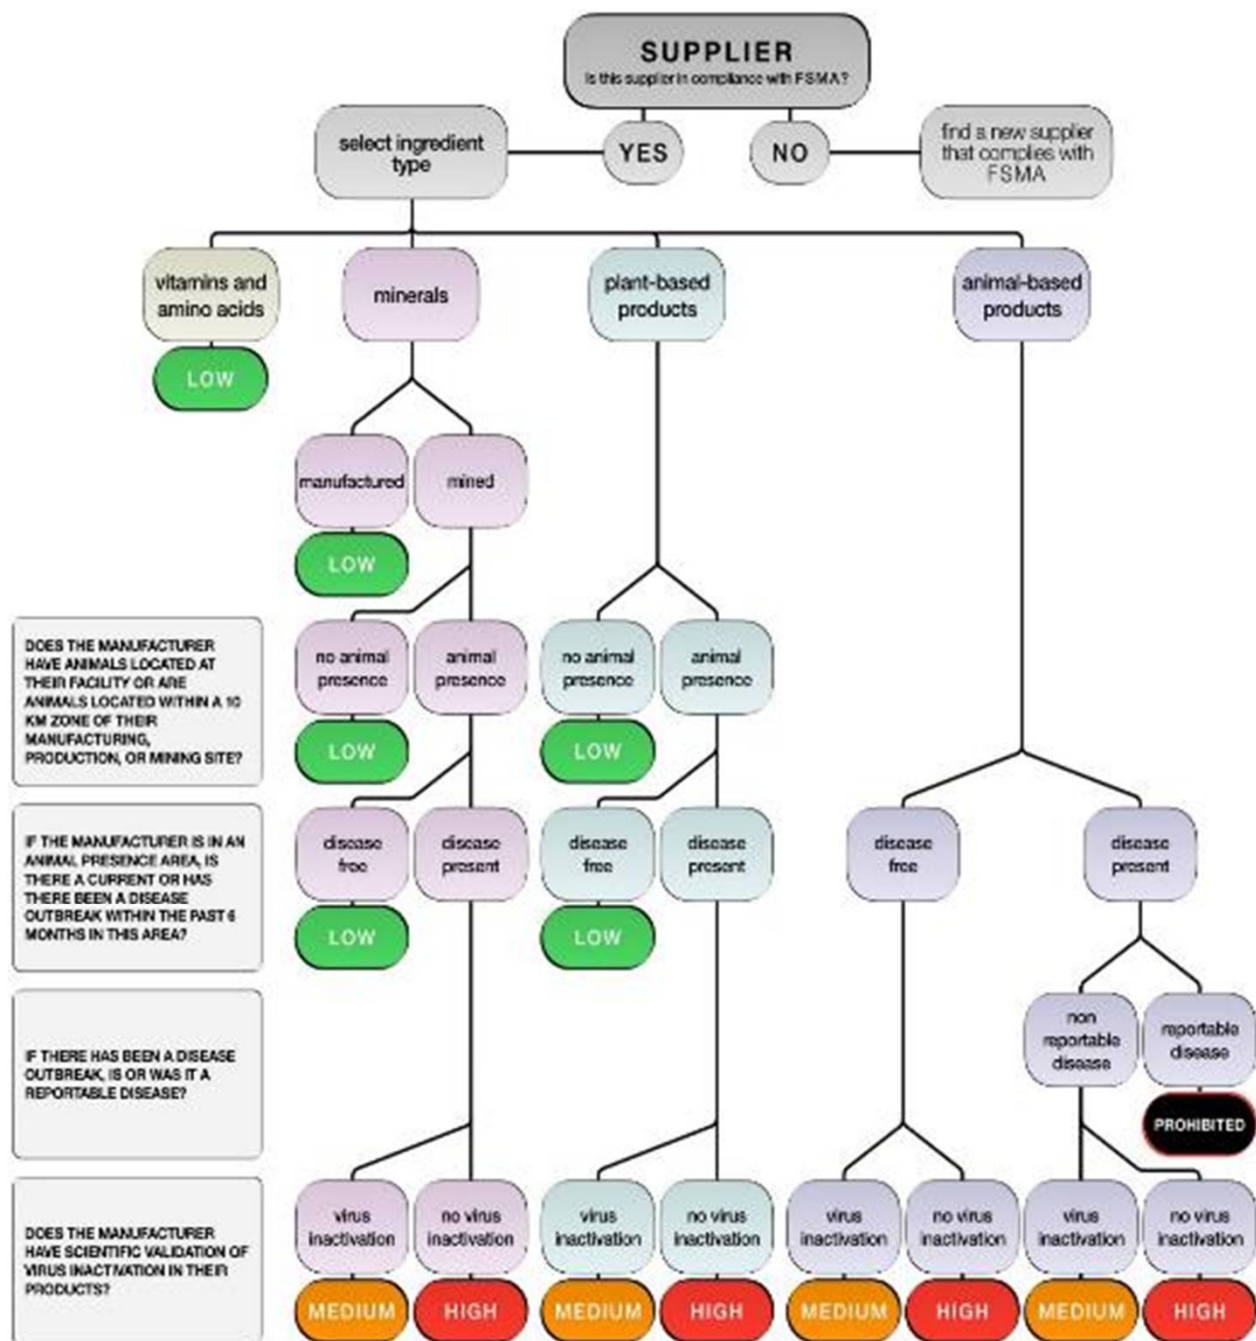 SUPPLIER
Is this supplier in compliance with FSMA?
select ingredient
type
YES
NO
find a new supplier
that complies with
FSMA
vitamins and
amino acids
minerals
plant-based
products
animal-based
products
LOW
manufactured
mined
LOW
DOES THE MANUFACTURER
HAVE ANIMALS LOCATED AT
THEIR FACILITY OR ARE
ANIMALS LOCATED WITHIN A 10
KM ZONE OF THEIR
MANUFACTURING,
PRODUCTION, OR MINING SITE?
no animal
presence
animal
presence
no animal
presence
animal
presence
LOW
LOW
IF THE MANUFACTURER IS IN AN
ANIMAL PRESENCE AREA, IS
THERE A CURRENT OR HAS
THERE BEEN A DISEASE
OUTBREAK WITHIN THE PAST 6
MONTHS IN THIS AREA?
disease
free
disease
present
disease
free
disease
present
disease
free
disease
present
LOW
LOW
IF THERE HAS BEEN A DISEASE
OUTBREAK, IS OR WAS IT A
REPORTABLE DISEASE?
non
reportable
disease
reportable
disease
PROHIBITED
DOES THE MANUFACTURER
HAVE SCIENTIFIC VALIDATION OF
VIRUS INACTIVATION IN THEIR
PRODUCTS?
virus
inactivation
no virus
inactivation
virus
inactivation
no virus
inactivation
virus
inactivation
no virus
inactivation
virus
inactivation
no virus
inactivation
MEDIUM
HIGH
MEDIUM
HIGH
MEDIUM
HIGH
MEDIUM
HIGH